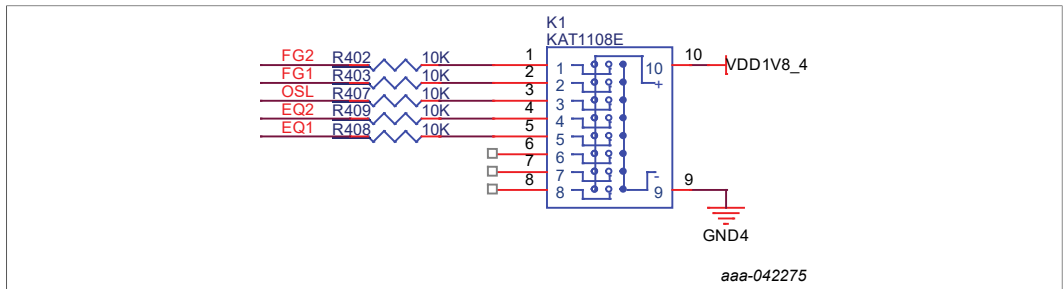 K1
KAT1108E
FG2 R402 10K 1 1 10 + 10 VDD1V8_4
FG1 R403 10K 2 2
OSL R407 10K 3 3
EQ2 R409 10K 4 4
EQ1 R408 10K 5 5
6 6
7 7 -
8 8 9 9
GND4
aaa-042275